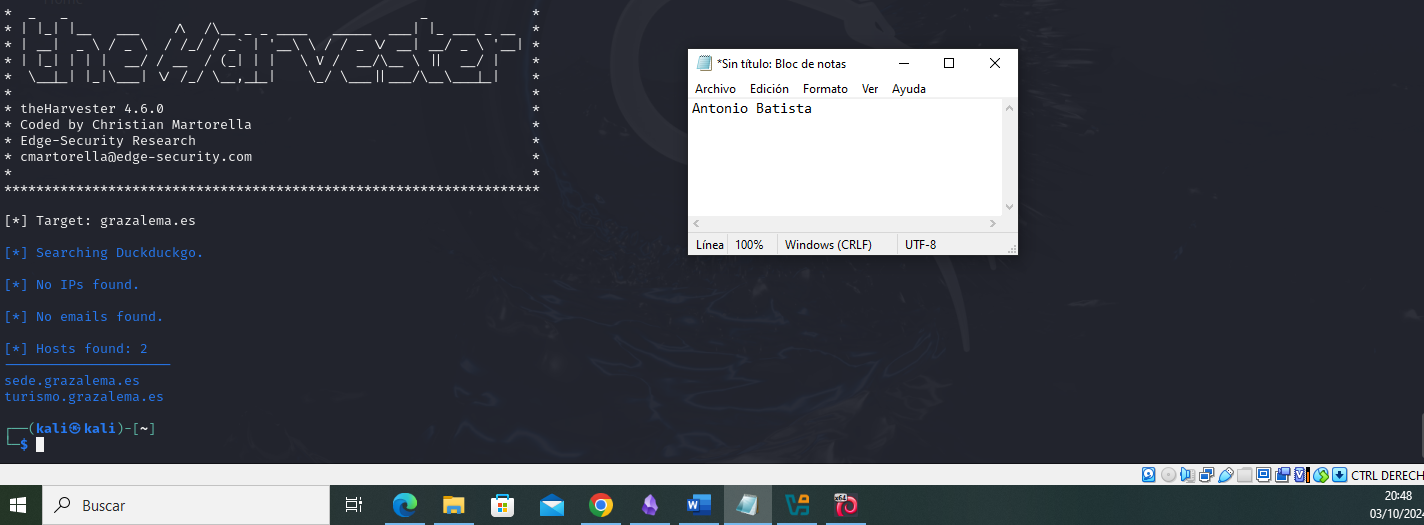 * theHarvester *
* theHarvester 4.6.0 *
* Coded by Christian Martorella *
* Edge-Security Research *
* cmartorella@edge-security.com *
* *
*******************************************************************
[*] Target: grazalema.es
[*] Searching Duckduckgo.
[*] No IPs found.
[*] No emails found.
[*] Hosts found: 2
---------------------
sede.grazalema.es
turismo.grazalema.es
┌──(kali㉿kali)-[~]
└─$
*Sin título: Bloc de notas
Archivo Edición Formato Ver Ayuda
Antonio Batista
Línea 100% Windows (CRLF) UTF-8
CTRL DERECH
Buscar
20:48
03/10/202